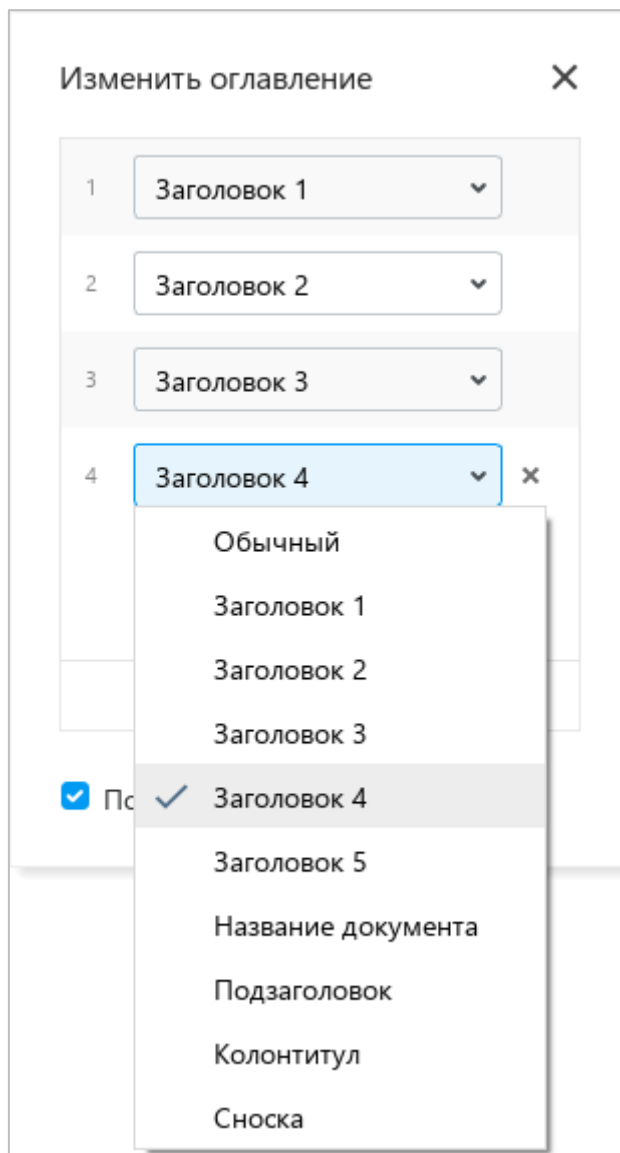 Изменить оглавление
1 Заголовок 1
2 Заголовок 2
3 Заголовок 3
4 Заголовок 4
Обычный
Заголовок 1
Заголовок 2
Заголовок 3
Заголовок 4
Заголовок 5
Название документа
Подзаголовок
Колонтитул
Сноска